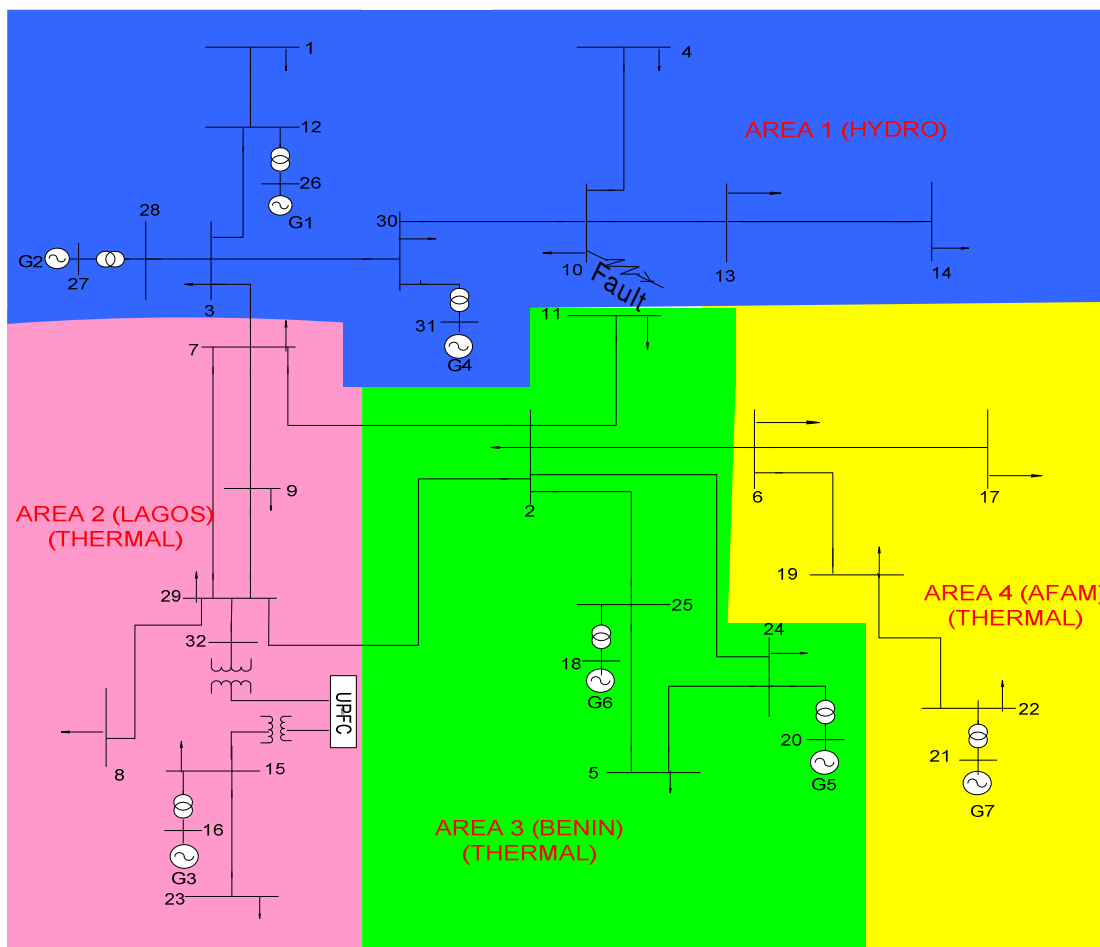 1
4
12
AREA 1 (HYDRO)
26
28
G1
30
G2
27
3
10
Fault
13
14
11
31
7
G4
6
17
9
2
AREA 2 (LAGOS)
(THERMAL)
19
AREA 4 (AFAM)
(THERMAL)
29
25
24
32
18
G6
UPFC
22
20
21
8
15
5
G5
G7
16
AREA 3 (BENIN)
(THERMAL)
G3
23